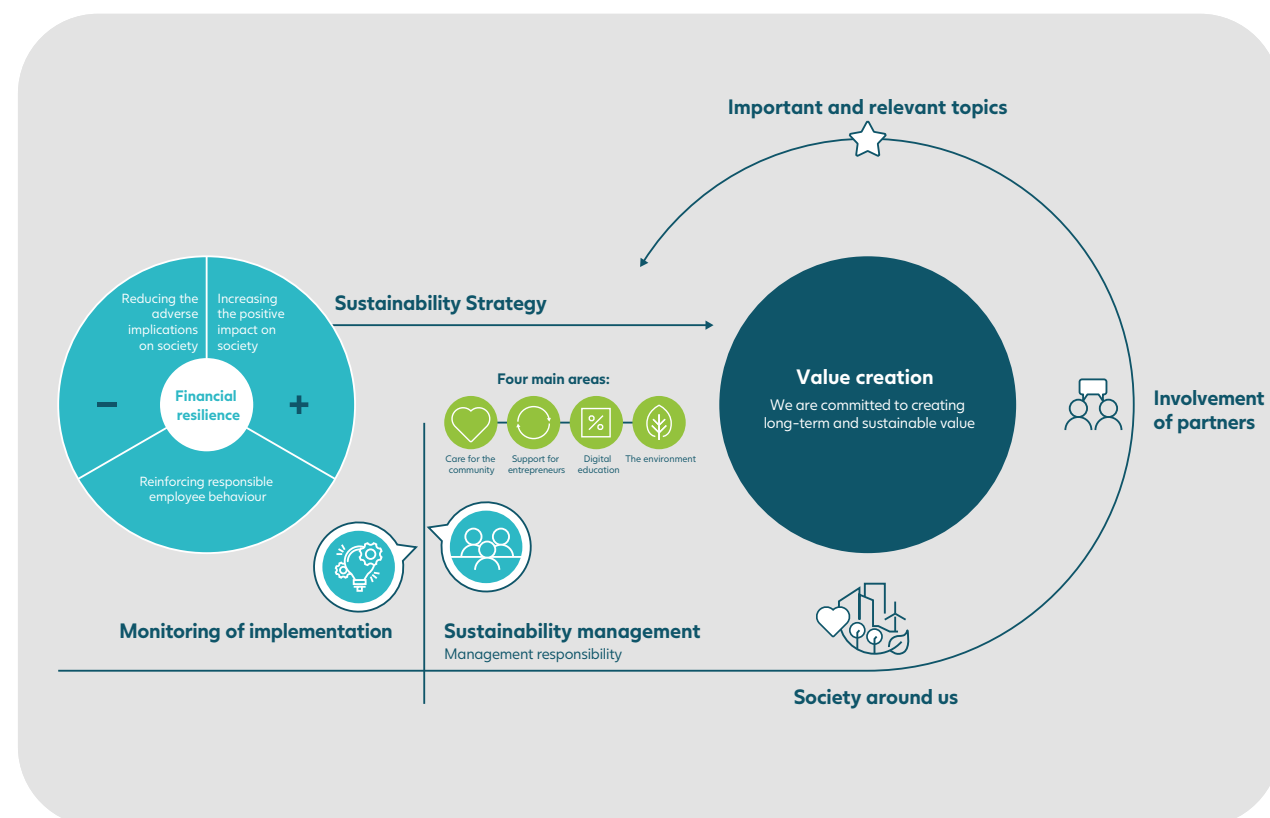 Important and relevant topics
Reducing the
adverse
implications
on society
Increasing
the positive
impact on
society
Sustainability Strategy
Financial
resilience
Reinforcing responsible
employee behaviour
Four main areas:
Care for the
community
Support for
entrepreneurs
Digital
education
The environment
Value creation
We are committed to creating
long-term and sustainable value
Involvement
of partners
Monitoring of implementation
Sustainability management
Management responsibility
Society around us